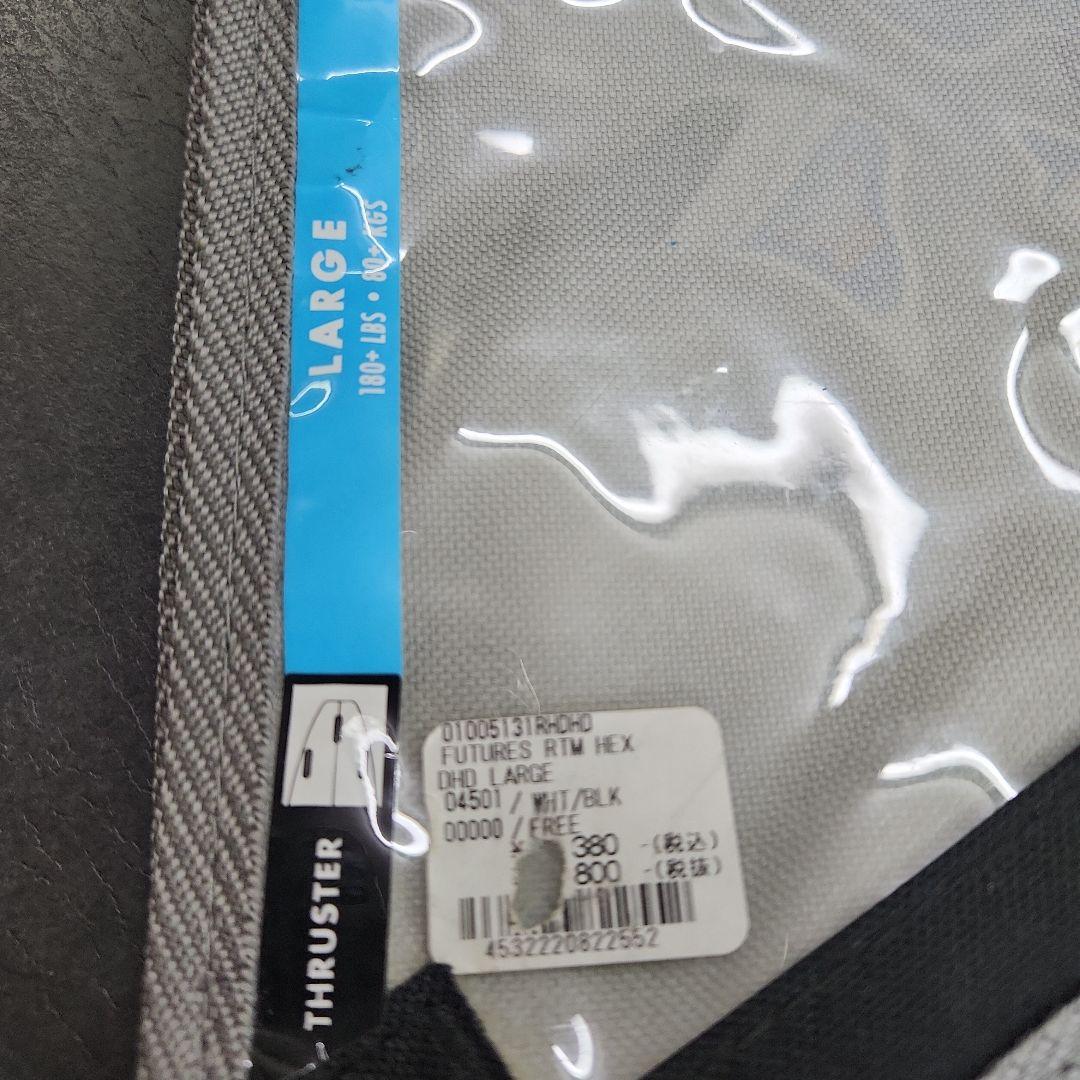 LARGE
180+ LBS • 80+ KGS
THRUSTER
01005131RHDHD
FUTURES RTM HEX
DHD LARGE
04501 / WHT/BLK
00000 / FREE
380 -(税込)
800 -(税抜)
4532220822552